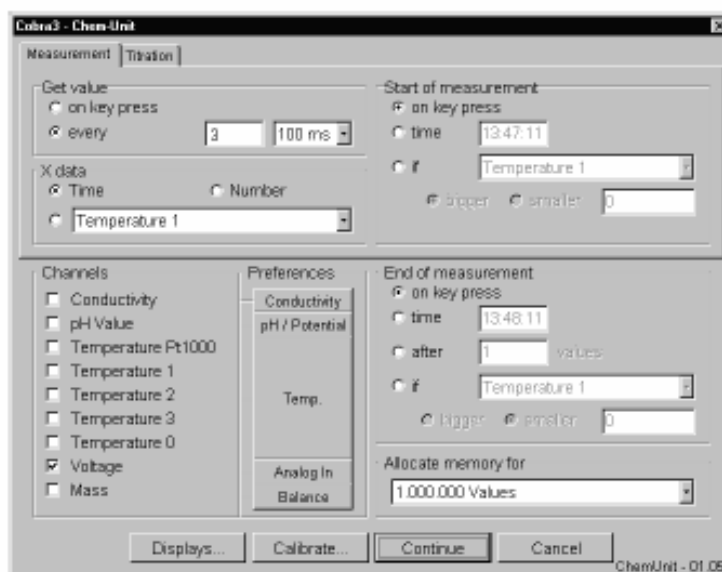 Cobra3 - Chem-Unit
Measurement Titration
Get value
on key press
every 3 100 ms
X data
Time Number
Temperature 1
Start of measurement
on key press
time 13:47:11
if Temperature 1
bigger smaller 0
Channels
Conductivity
pH Value
Temperature Pt1000
Temperature 1
Temperature 2
Temperature 3
Temperature 0
Voltage
Mass
Preferences
Conductivity
pH / Potential
Temp.
Analog In
Balance
End of measurement
on key press
time 13:48:11
after 1 values
if Temperature 1
bigger smaller 0
Allocate memory for
1.000.000 Values
Displays... Calibrate... Continue Cancel
ChemUnit - 01.05